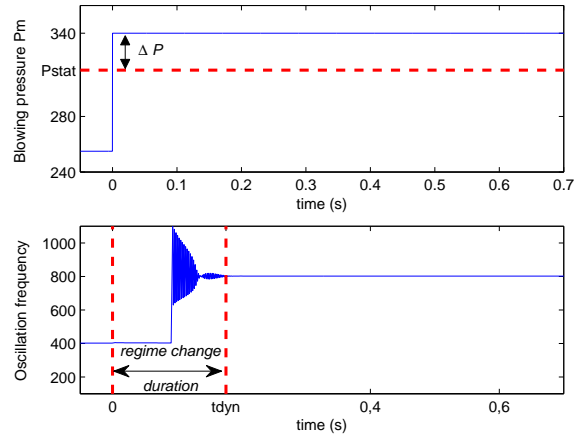 Blowing pressure Pm
340
Pstat
280
240
Δ P
0 0.1 0.2 0.3 0.4 0.5 0.6 0.7
time (s)
Oscillation frequency
1000
800
600
400
200
regime change
duration
0 tdyn 0,4 0,6
time (s)